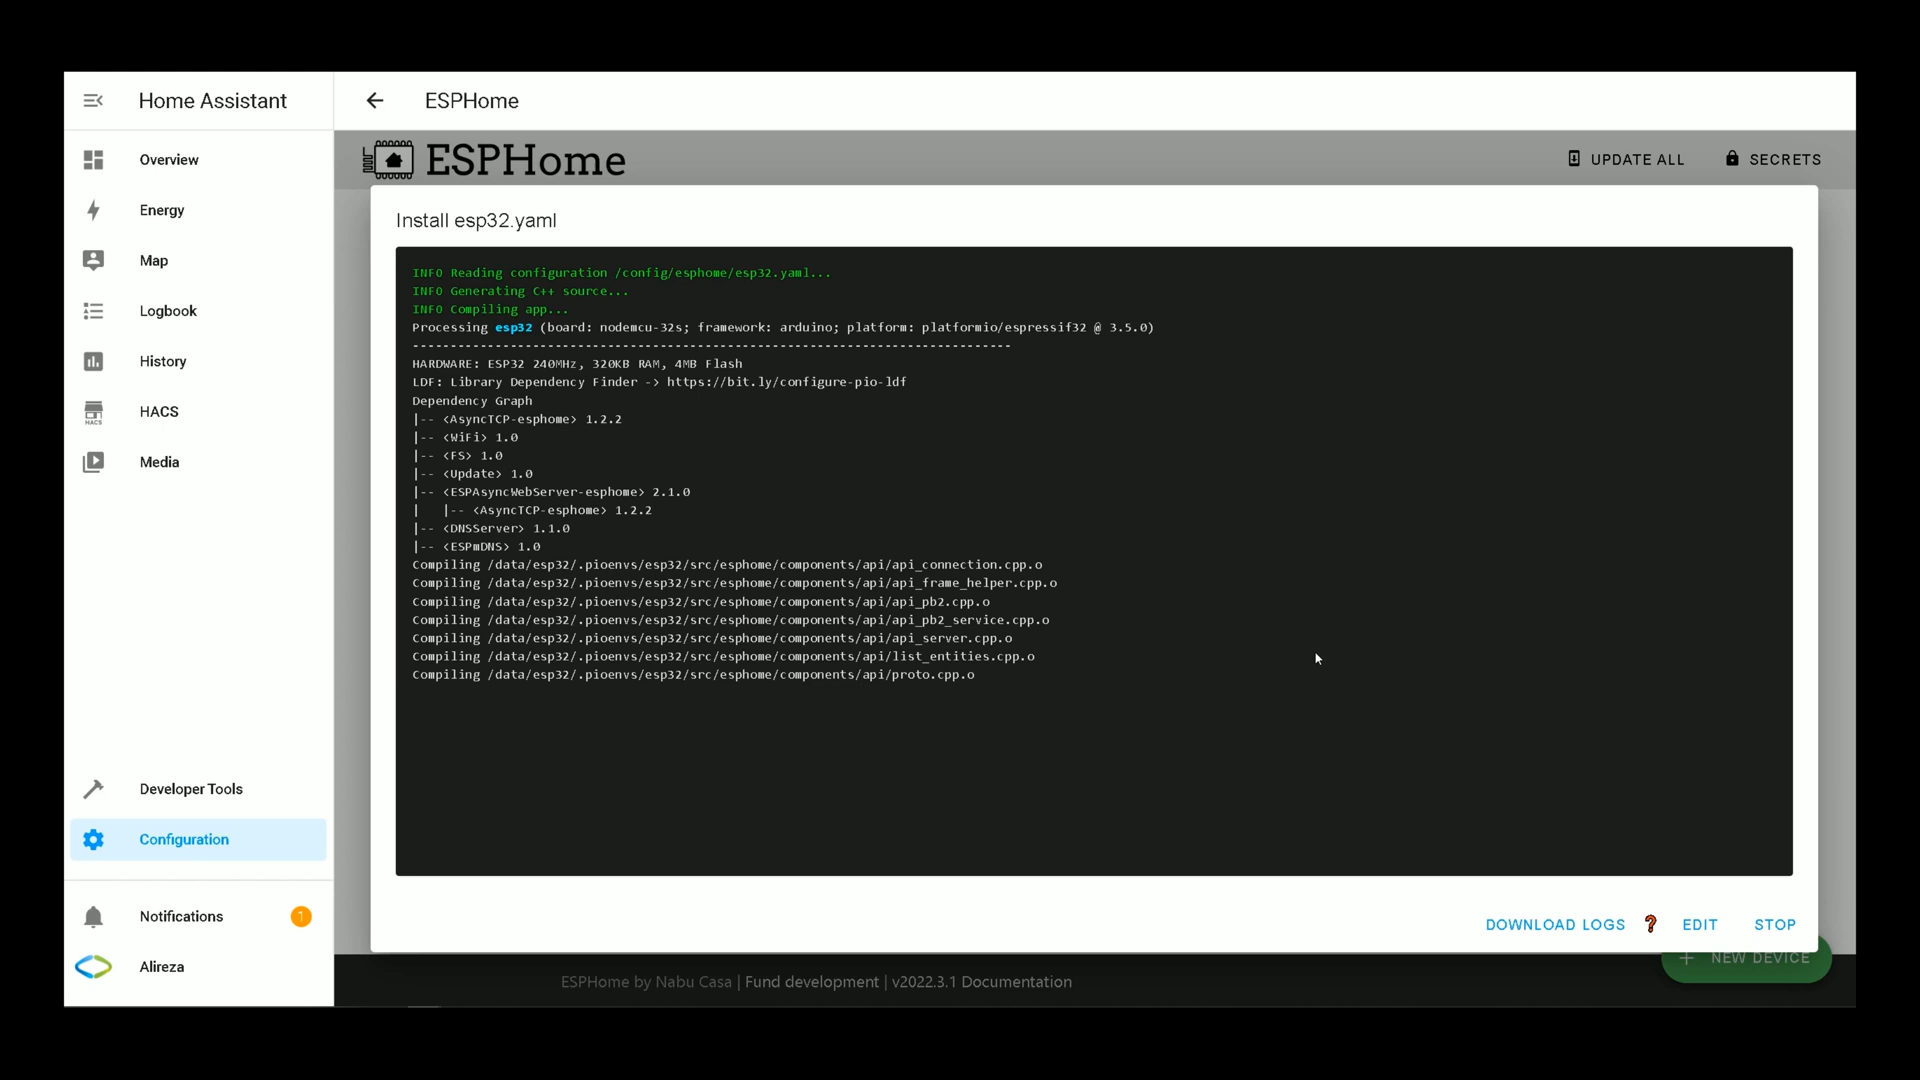 Home Assistant
ESPHome
Overview
Energy
Map
Logbook
History
HACS
HACS
Media
Developer Tools
Configuration
Notifications
1
Alireza
ESPHome
UPDATE ALL
SECRETS
Install esp32.yaml
INFO Reading configuration /config/esphome/esp32.yaml...
INFO Generating C++ source...
INFO Compiling app...
Processing esp32 (board: nodemcu-32s; framework: arduino; platform: platformio/espressif32 @ 3.5.0)
--------------------------------------------------------------------------------
HARDWARE: ESP32 240MHz, 320KB RAM, 4MB Flash
LDF: Library Dependency Finder -> https://bit.ly/configure-pio-ldf
Dependency Graph
|-- <AsyncTCP-esphome> 1.2.2
|-- <WiFi> 1.0
|-- <FS> 1.0
|-- <Update> 1.0
|-- <ESPAsyncWebServer-esphome> 2.1.0
|   |-- <AsyncTCP-esphome> 1.2.2
|-- <DNSServer> 1.1.0
|-- <ESPmDNS> 1.0
Compiling /data/esp32/.pioenvs/esp32/src/esphome/components/api/api_connection.cpp.o
Compiling /data/esp32/.pioenvs/esp32/src/esphome/components/api/api_frame_helper.cpp.o
Compiling /data/esp32/.pioenvs/esp32/src/esphome/components/api/api_pb2.cpp.o
Compiling /data/esp32/.pioenvs/esp32/src/esphome/components/api/api_pb2_service.cpp.o
Compiling /data/esp32/.pioenvs/esp32/src/esphome/components/api/api_server.cpp.o
Compiling /data/esp32/.pioenvs/esp32/src/esphome/components/api/list_entities.cpp.o
Compiling /data/esp32/.pioenvs/esp32/src/esphome/components/api/proto.cpp.o
DOWNLOAD LOGS ❓ EDIT STOP
+ NEW DEVICE
ESPHome by Nabu Casa | Fund development | v2022.3.1 Documentation